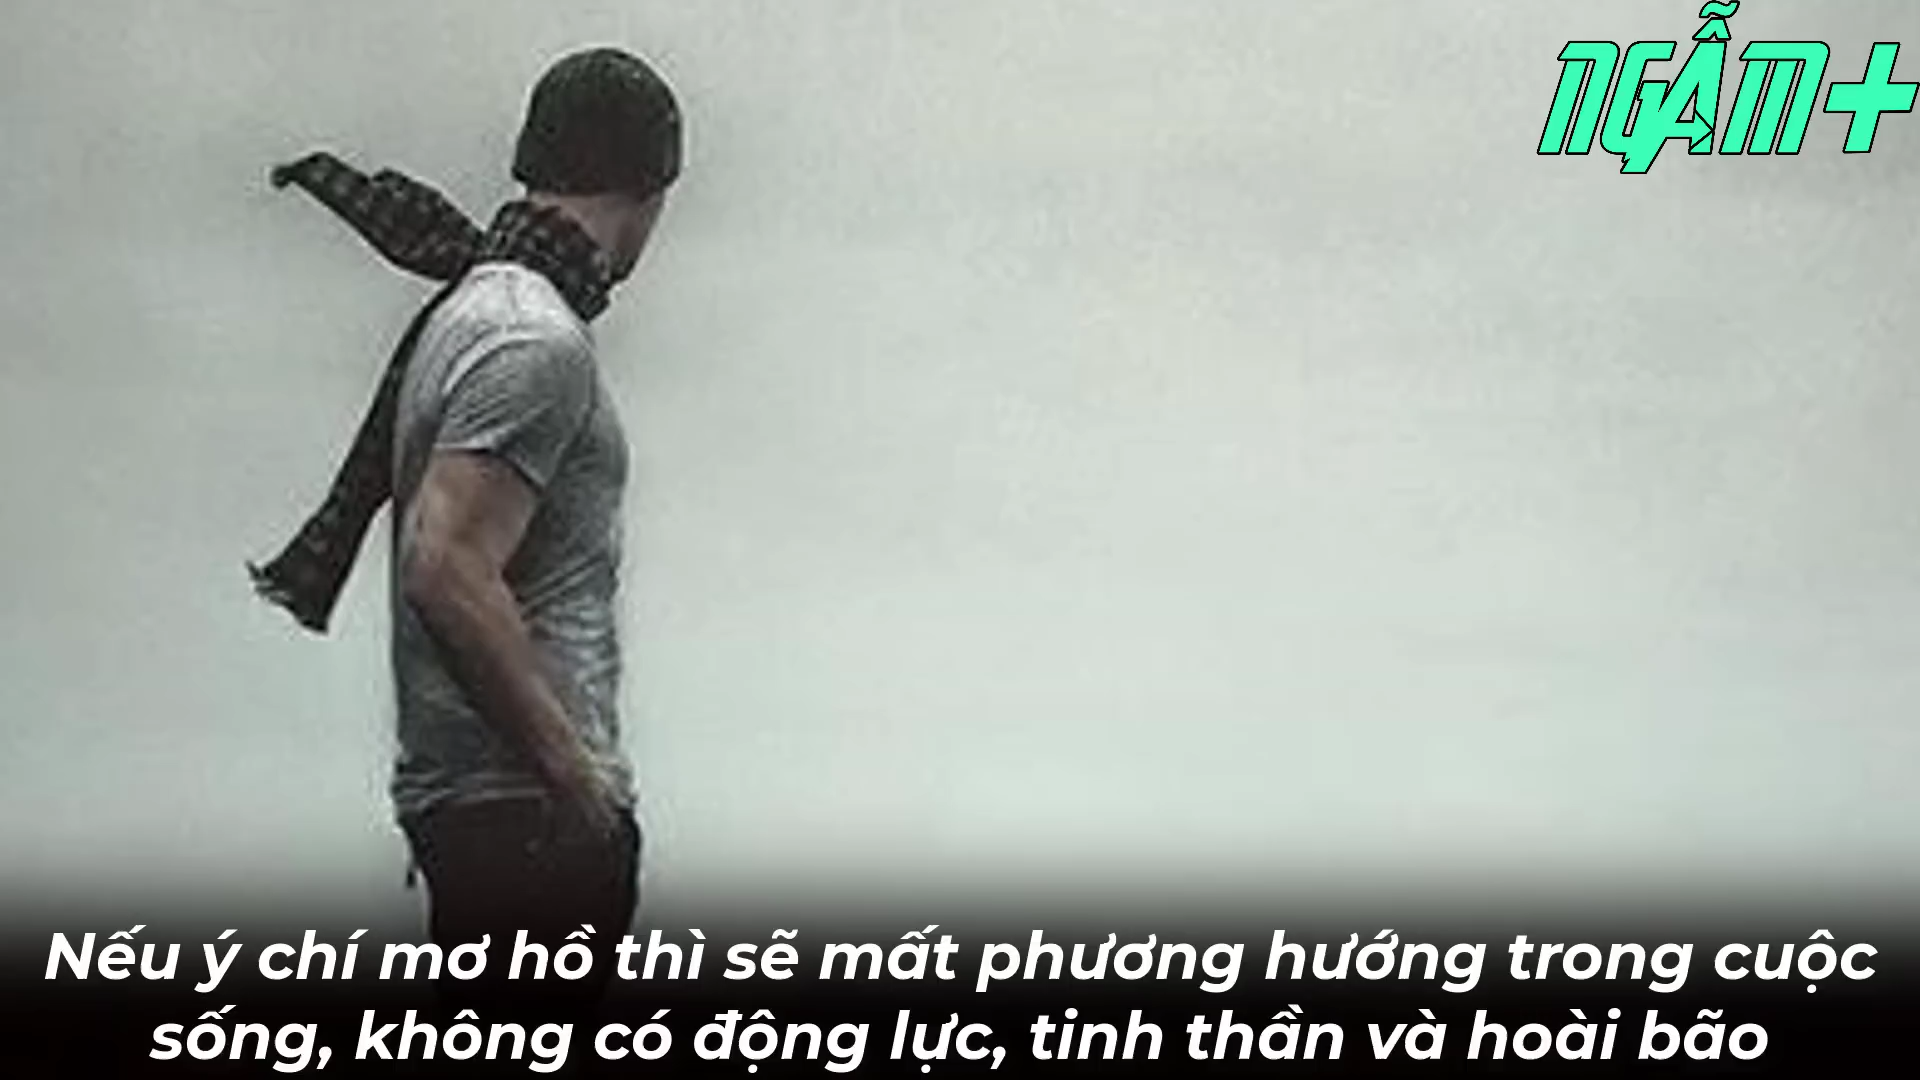 NGẪM+
Nếu ý chí mơ hồ thì sẽ mất phương hướng trong cuộc
sống, không có động lực, tinh thần và hoài bão